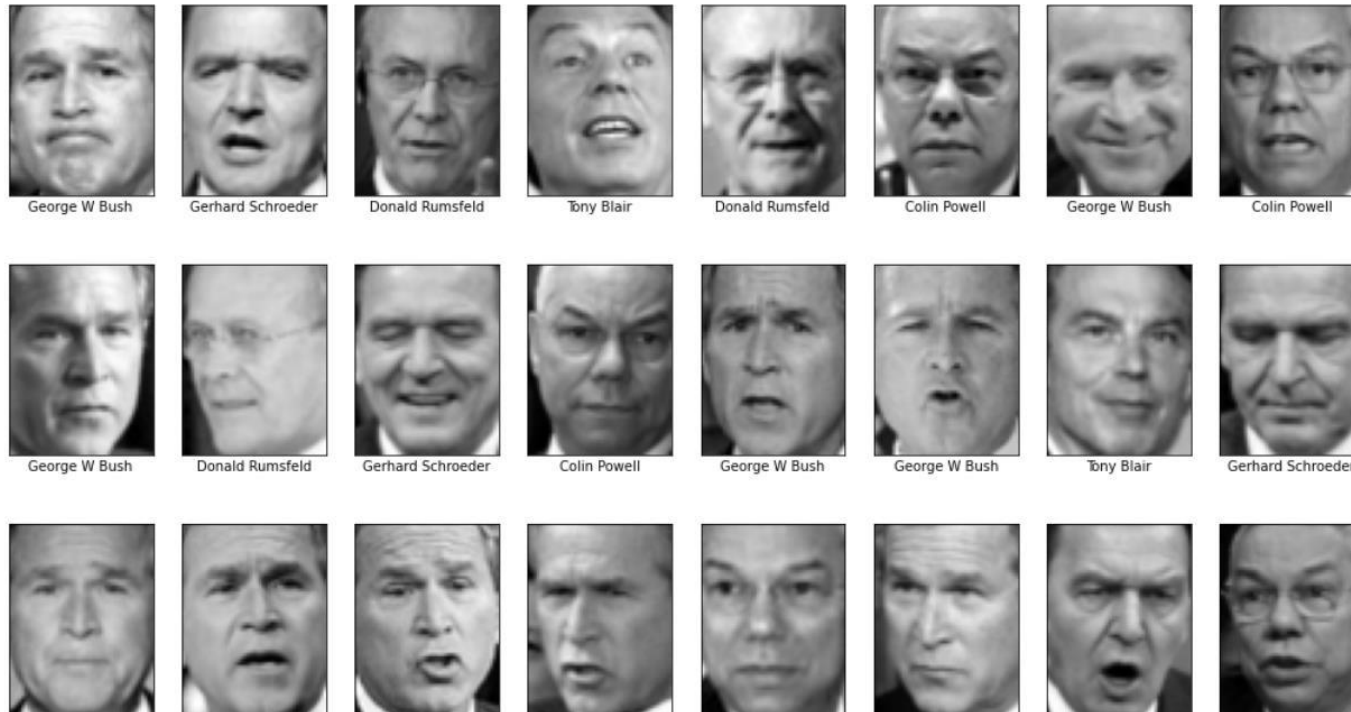 George W Bush
Gerhard Schroeder
Donald Rumsfeld
Tony Blair
Donald Rumsfeld
Colin Powell
George W Bush
Colin Powell
George W Bush
Donald Rumsfeld
Gerhard Schroeder
Colin Powell
George W Bush
George W Bush
Tony Blair
Gerhard Schroeder